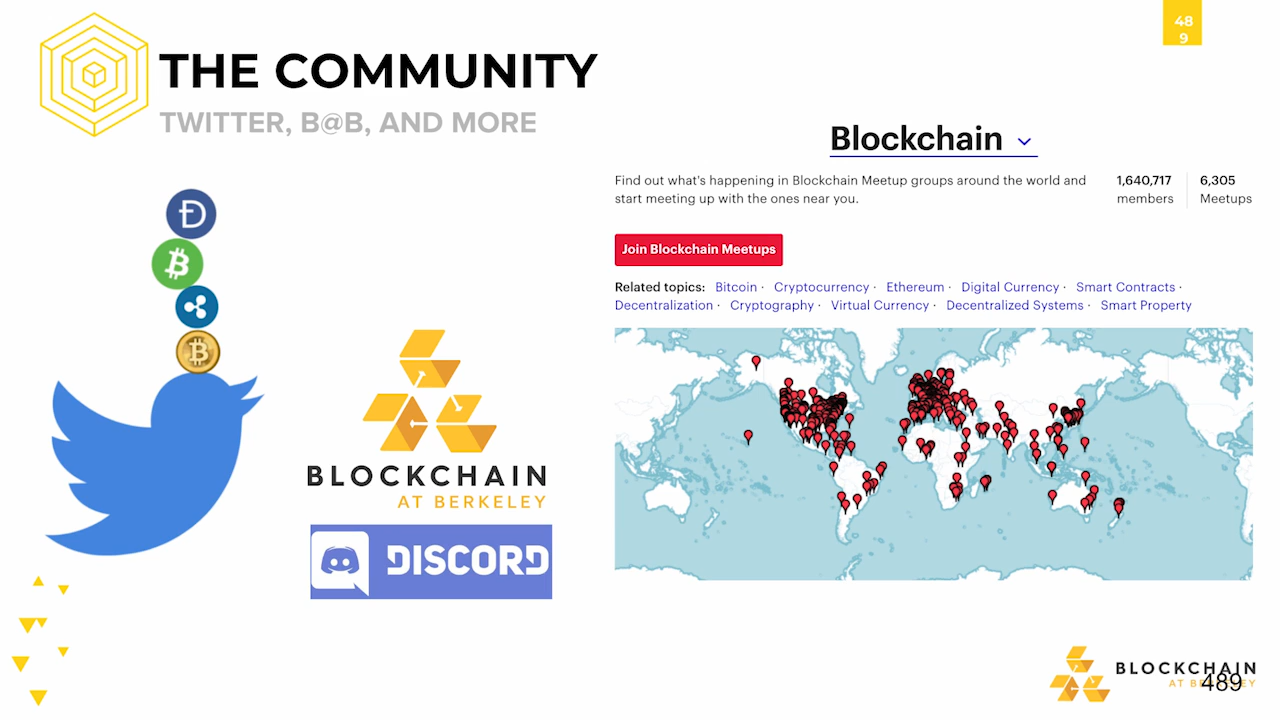 48
9
THE COMMUNITY
TWITTER, B@B, AND MORE
Blockchain
Find out what's happening in Blockchain Meetup groups around the world and
start meeting up with the ones near you.
1,640,717
members
6,305
Meetups
Join Blockchain Meetups
Related topics: Bitcoin · Cryptocurrency · Ethereum · Digital Currency · Smart Contracts ·
Decentralization · Cryptography · Virtual Currency · Decentralized Systems · Smart Property
BLOCKCHAIN
AT BERKELEY
DISCORD
BLOCKCHAIN
AT BERKELEY
489